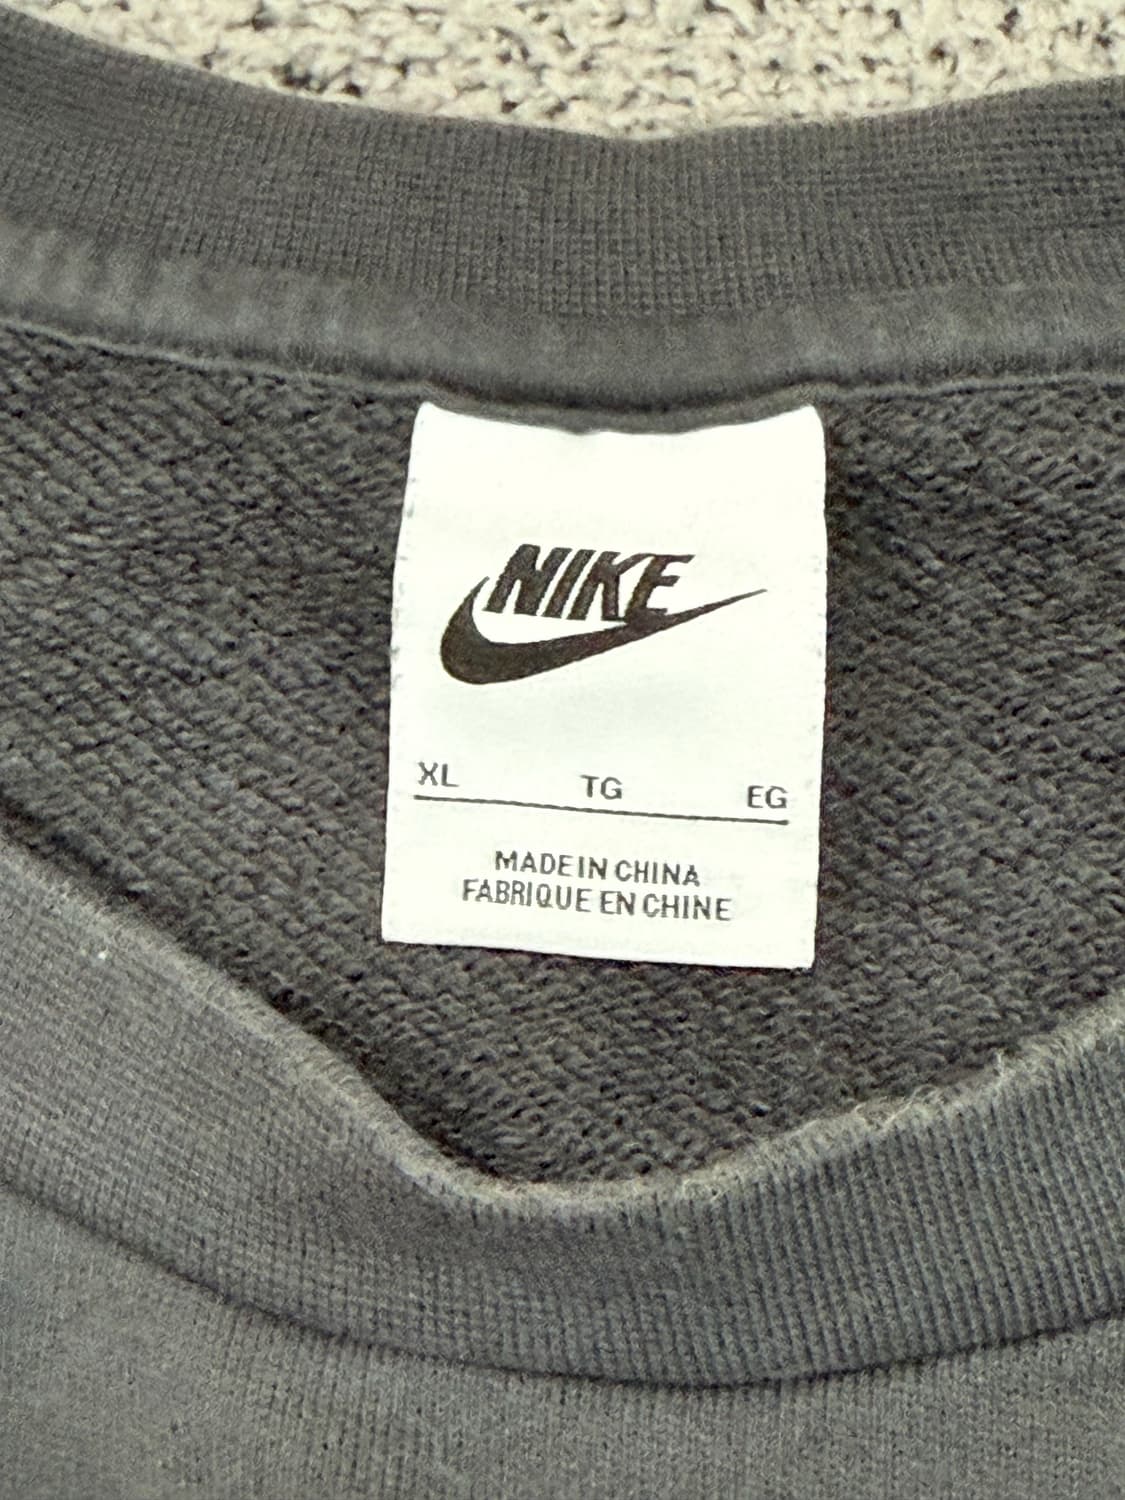 NIKE
XL TG EG
MADE IN CHINA
FABRIQUE EN CHINE